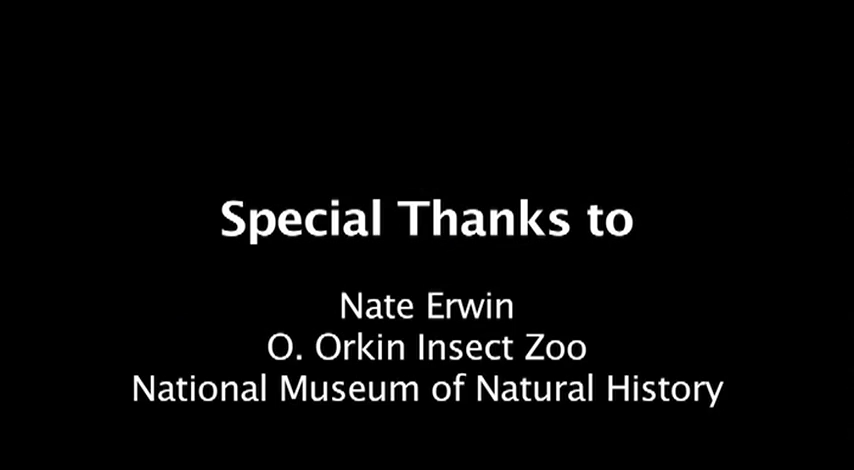 Special Thanks to
Nate Erwin
O. Orkin Insect Zoo
National Museum of Natural History